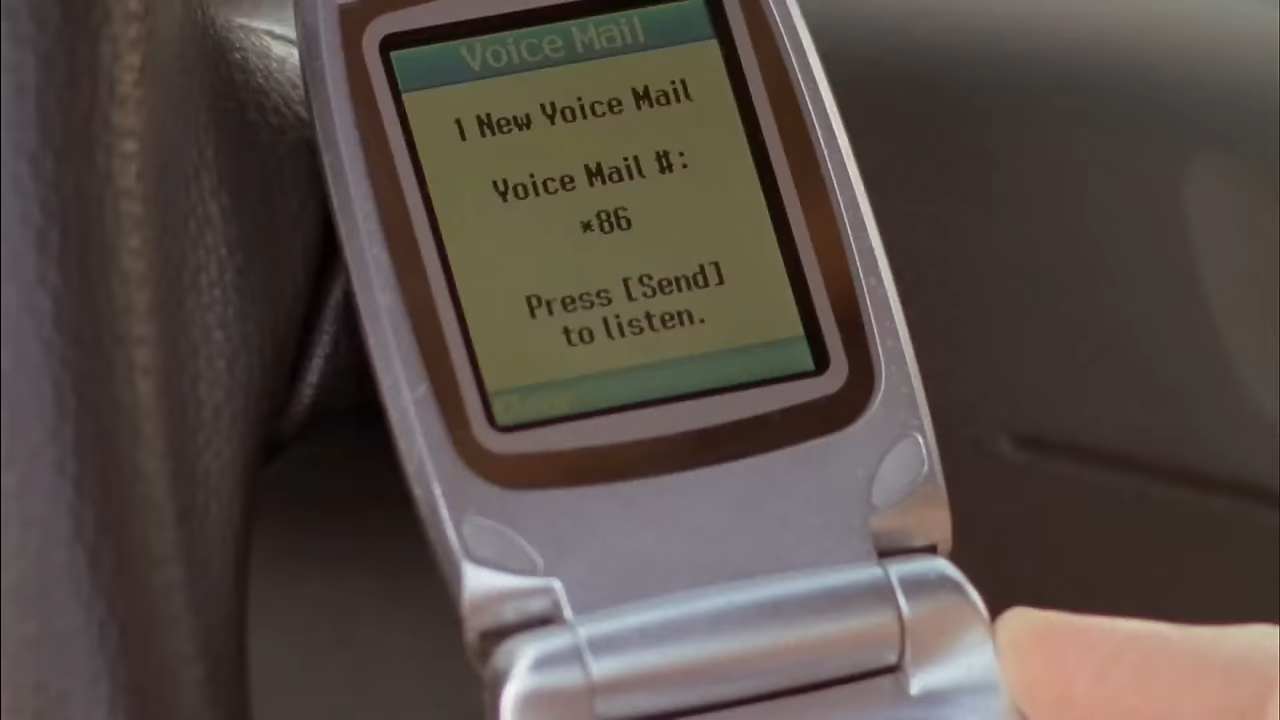 Voice Mail
1 New Voice Mail
Voice Mail #:
*86
Press [Send]
to listen.